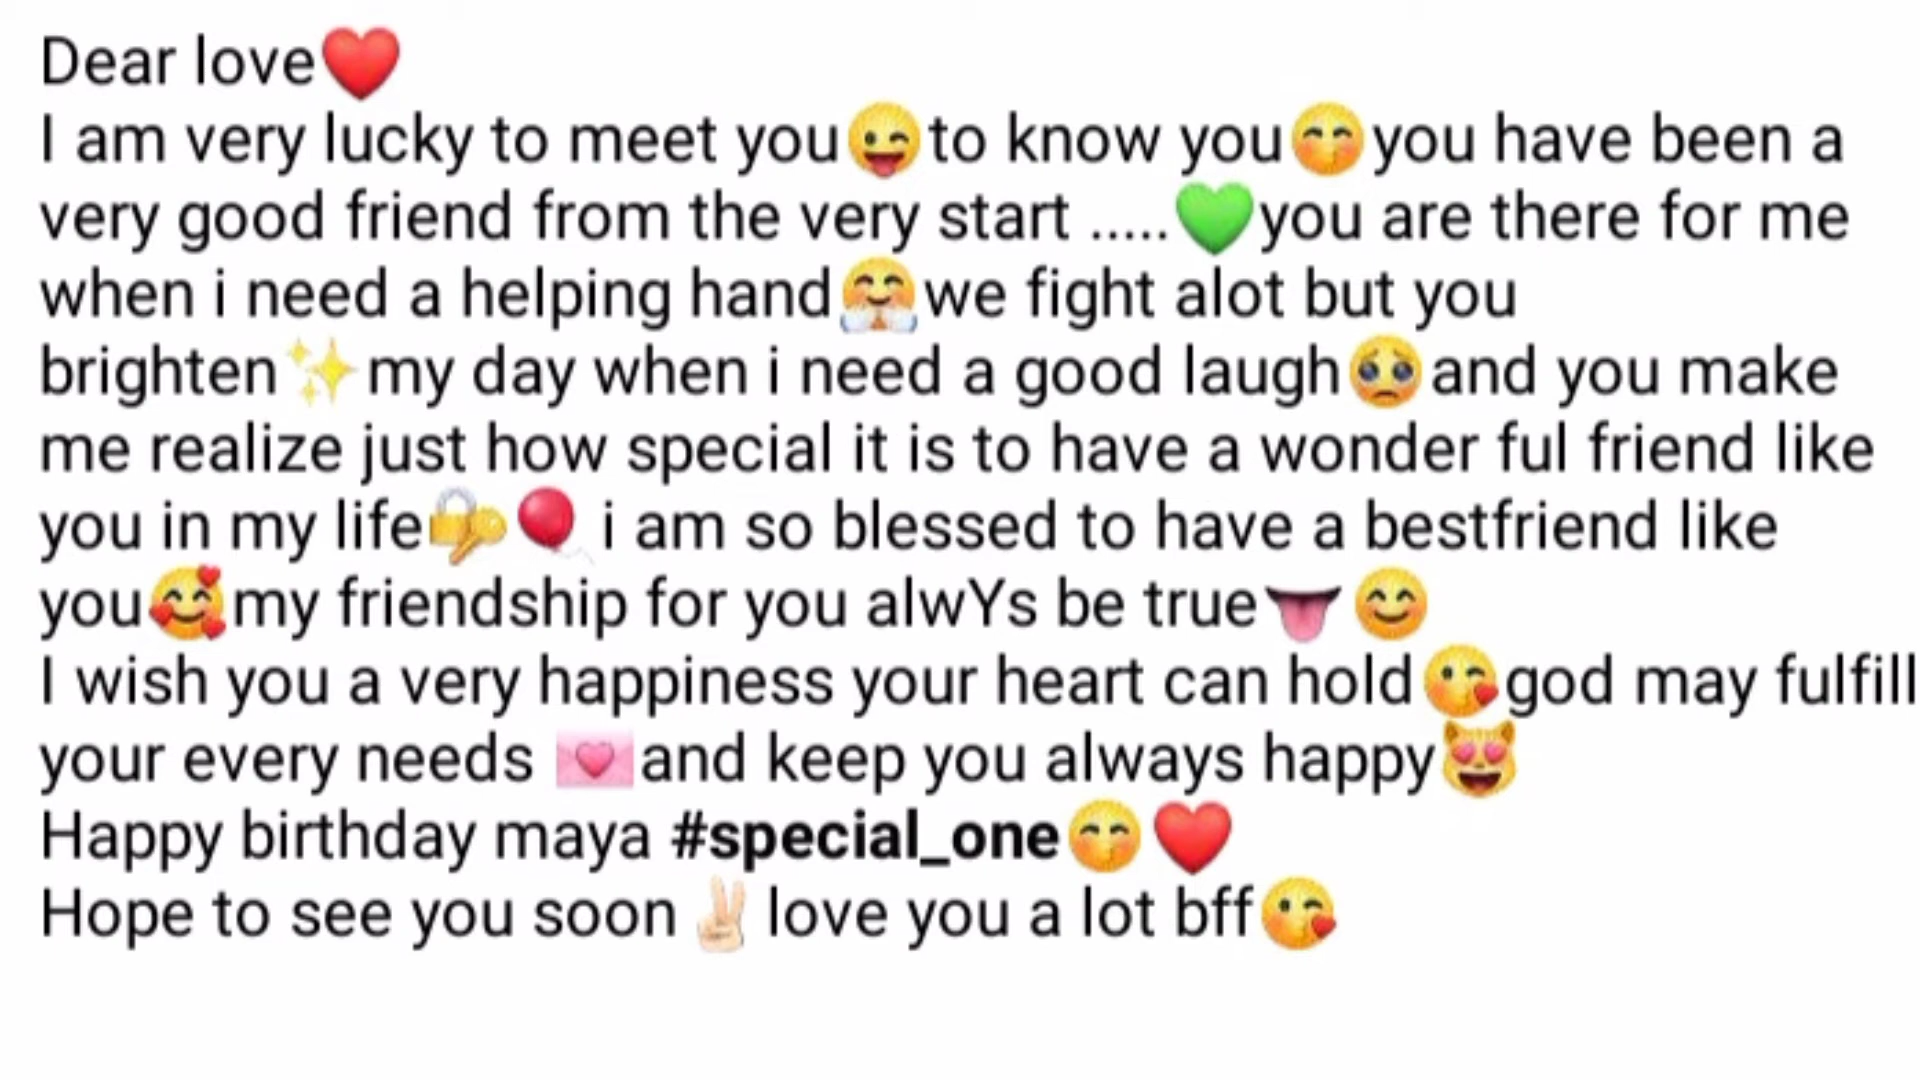 Dear love❤️
I am very lucky to meet you😜to know you😙you have been a
very good friend from the very start .....💚you are there for me
when i need a helping hand🤗we fight alot but you
brighten✨my day when i need a good laugh🥺and you make
me realize just how special it is to have a wonder ful friend like
you in my life🔐🎈 i am so blessed to have a bestfriend like
you🥰my friendship for you alwYs be true👅😊
I wish you a very happiness your heart can hold😘god may fulfill
your every needs 💌and keep you always happy😻
Happy birthday maya #special_one😙❤️
Hope to see you soon✌🏻love you a lot bff😘